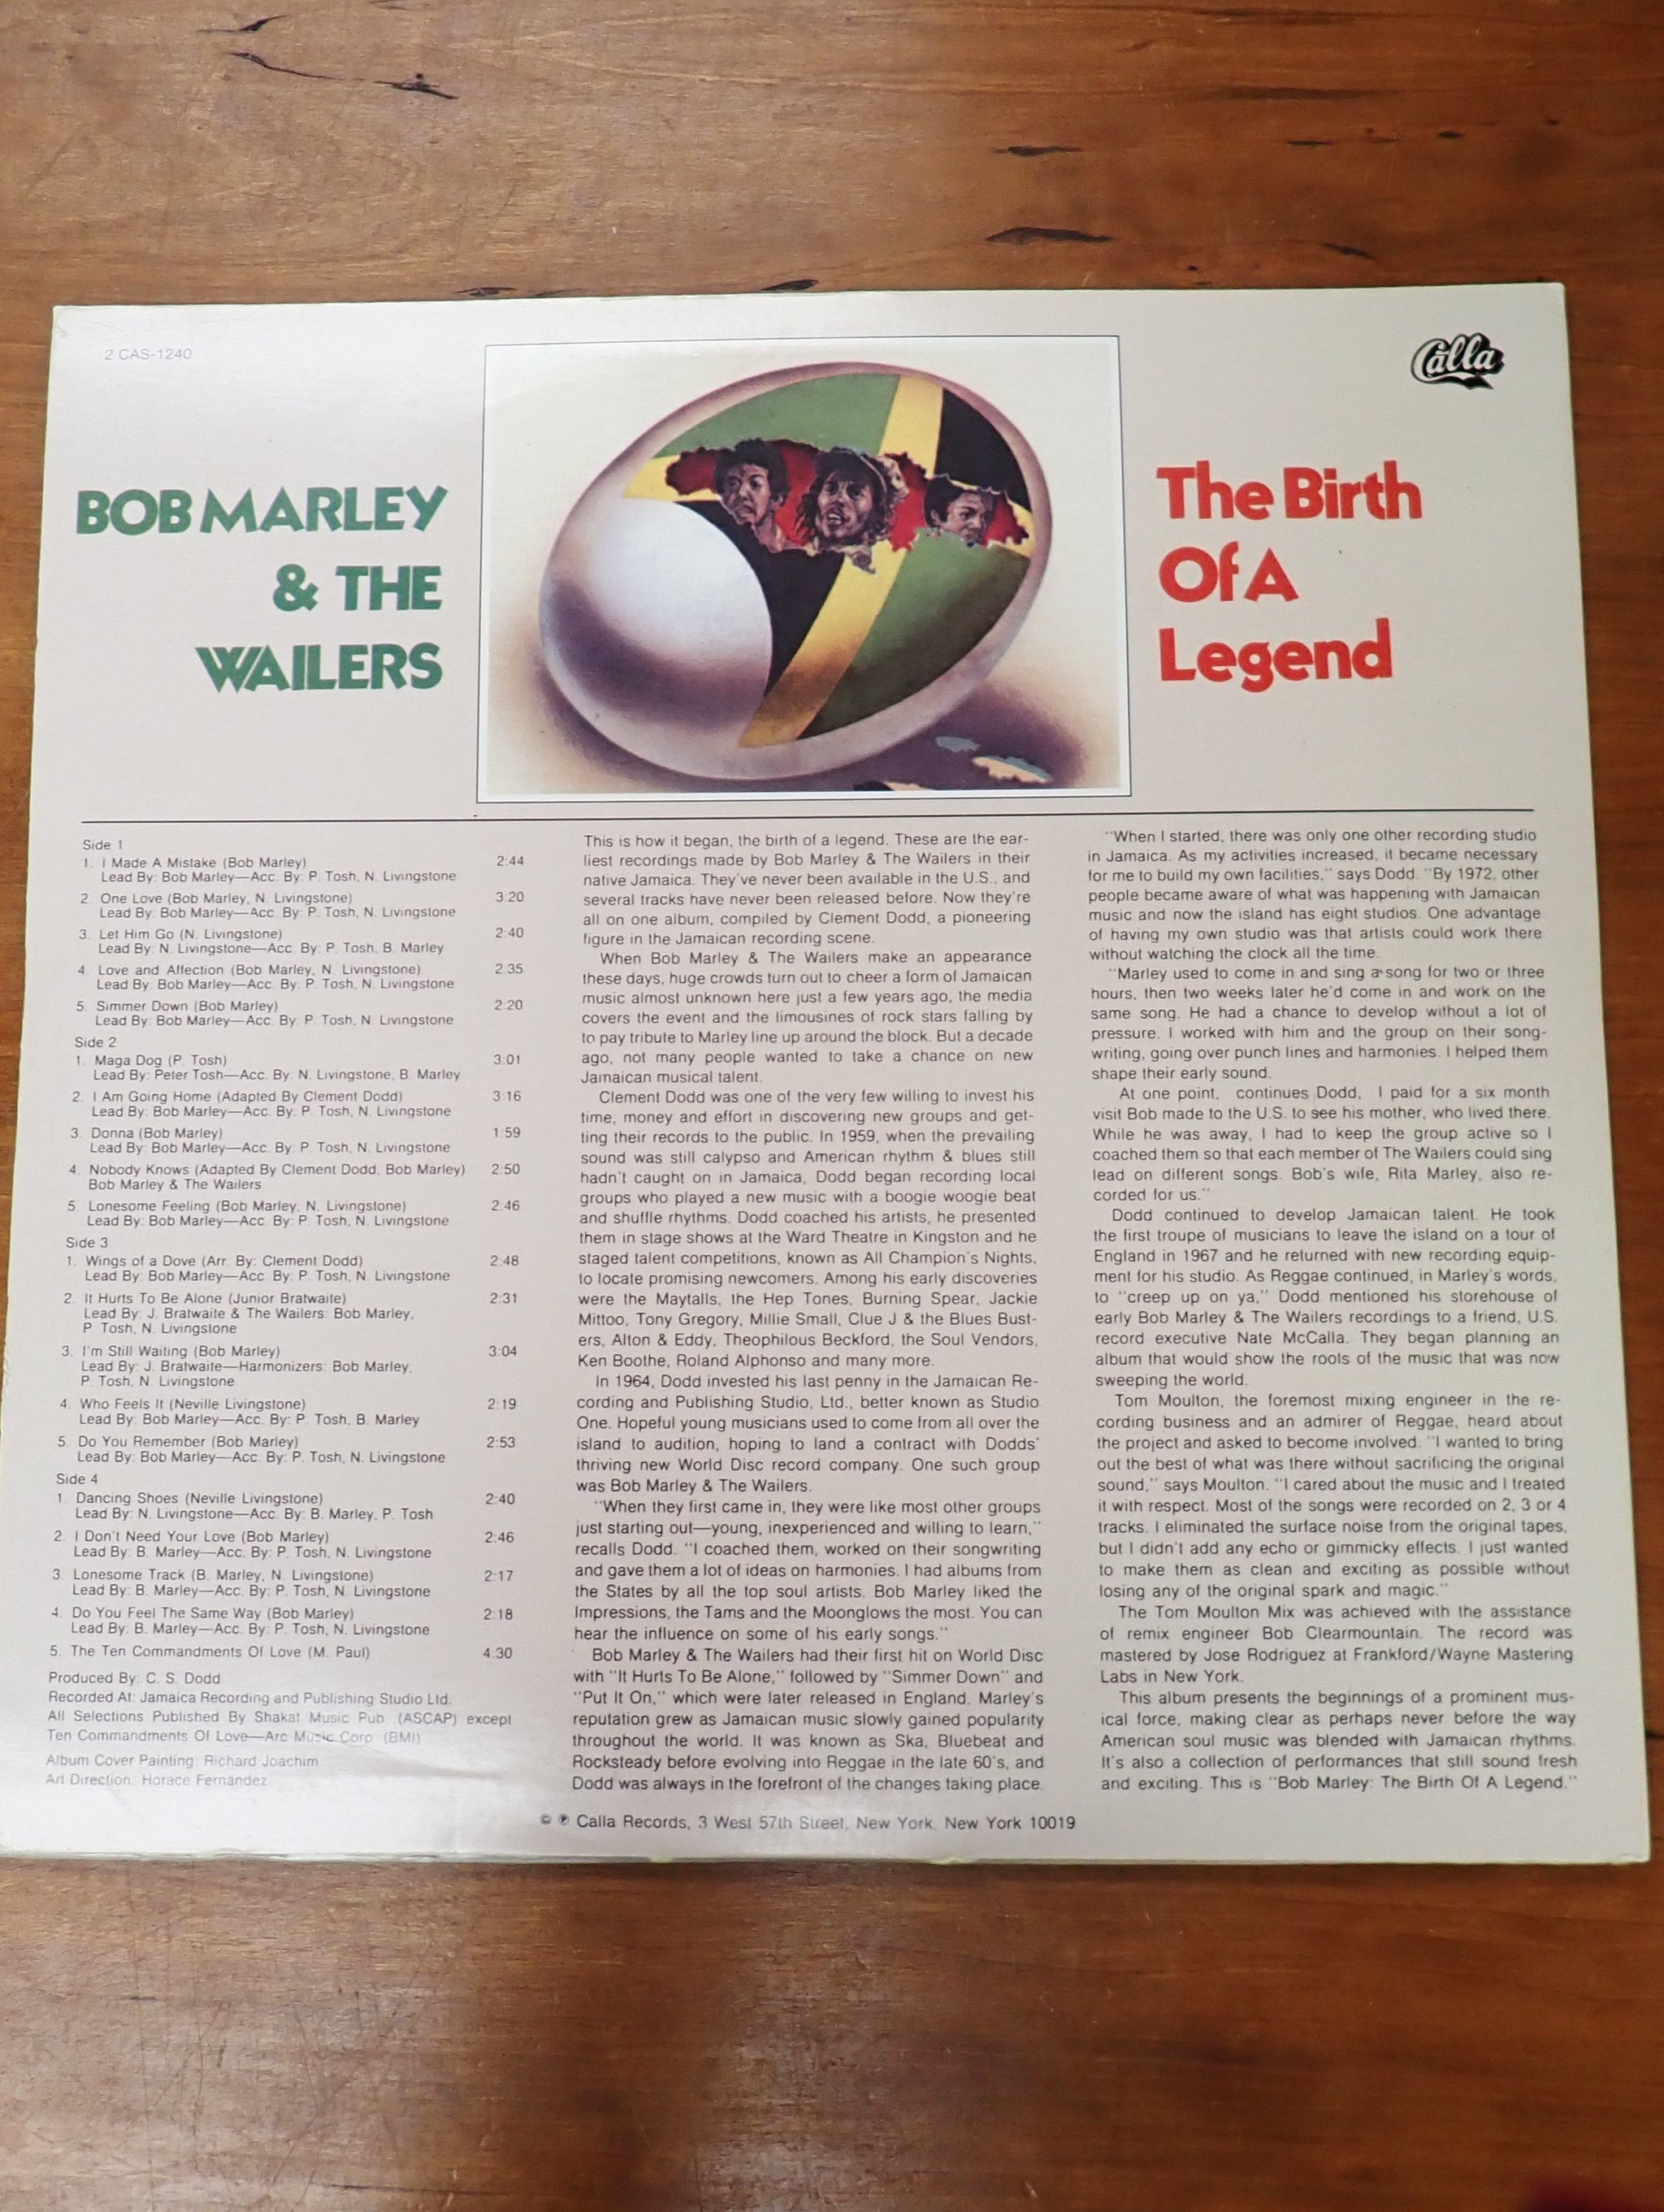 2 CAS-1240
Calla
BOB MARLEY
& THE
WAILERS
The Birth
Of A
Legend
Side 1
1. I Made A Mistake (Bob Marley) 2:44
Lead By: Bob Marley—Acc. By: P. Tosh, N. Livingstone
2. One Love (Bob Marley, N. Livingstone) 3:20
Lead By: Bob Marley—Acc. By: P. Tosh, N. Livingstone
3. Let Him Go (N. Livingstone) 2:40
Lead By: N. Livingstone—Acc. By: P. Tosh, B. Marley
4. Love and Affection (Bob Marley, N. Livingstone) 2:35
Lead By: Bob Marley—Acc. By: P. Tosh, N. Livingstone
5. Simmer Down (Bob Marley) 2:20
Lead By: Bob Marley—Acc. By: P. Tosh, N. Livingstone
Side 2
1. Maga Dog (P. Tosh) 3:01
Lead By: Peter Tosh—Acc. By: N. Livingstone, B. Marley
2. I Am Going Home (Adapted By Clement Dodd) 3:16
Lead By: Bob Marley—Acc. By: P. Tosh, N. Livingstone
3. Donna (Bob Marley) 1:59
Lead By: Bob Marley—Acc. By: P. Tosh, N. Livingstone
4. Nobody Knows (Adapted By Clement Dodd, Bob Marley) 2:50
Bob Marley & The Wailers
5. Lonesome Feeling (Bob Marley, N. Livingstone) 2:46
Lead By: Bob Marley—Acc. By: P. Tosh, N. Livingstone
Side 3
1. Wings of a Dove (Arr. By: Clement Dodd) 2:48
Lead By: Bob Marley—Acc. By: P. Tosh, N. Livingstone
2. It Hurts To Be Alone (Junior Bratwaite) 2:31
Lead By: J. Bratwaite & The Wailers: Bob Marley,
P. Tosh, N. Livingstone
3. I'm Still Waiting (Bob Marley) 3:04
Lead By: J. Bratwaite—Harmonizers: Bob Marley,
P. Tosh, N. Livingstone
4. Who Feels It (Neville Livingstone) 2:19
Lead By: Bob Marley—Acc. By: P. Tosh, B. Marley
5. Do You Remember (Bob Marley) 2:53
Lead By: Bob Marley—Acc. By: P. Tosh, N. Livingstone
Side 4
1. Dancing Shoes (Neville Livingstone) 2:40
Lead By: N. Livingstone—Acc. By: B. Marley, P. Tosh
2. I Don't Need Your Love (Bob Marley) 2:46
Lead By: B. Marley—Acc. By: P. Tosh, N. Livingstone
3. Lonesome Track (B. Marley, N. Livingstone) 2:17
Lead By: B. Marley—Acc. By: P. Tosh, N. Livingstone
4. Do You Feel The Same Way (Bob Marley) 2:18
Lead By: B. Marley—Acc. By: P. Tosh, N. Livingstone
5. The Ten Commandments Of Love (M. Paul) 4:30
Produced By: C. S. Dodd
Recorded At: Jamaica Recording and Publishing Studio Ltd.
All Selections Published By Shakat Music Pub. (ASCAP) except
Ten Commandments Of Love—Arc Music Corp. (BMI)
Album Cover Painting: Richard Joachim
Art Direction: Horace Fernandez
This is how it began, the birth of a legend. These are the ear-
liest recordings made by Bob Marley & The Wailers in their
native Jamaica. They've never been available in the U.S., and
several tracks have never been released before. Now they're
all on one album, compiled by Clement Dodd, a pioneering
figure in the Jamaican recording scene.
When Bob Marley & The Wailers make an appearance
these days, huge crowds turn out to cheer a form of Jamaican
music almost unknown here just a few years ago, the media
covers the event and the limousines of rock stars falling by
to pay tribute to Marley line up around the block. But a decade
ago, not many people wanted to take a chance on new
Jamaican musical talent.
Clement Dodd was one of the very few willing to invest his
time, money and effort in discovering new groups and get-
ting their records to the public. In 1959, when the prevailing
sound was still calypso and American rhythm & blues still
hadn't caught on in Jamaica, Dodd began recording local
groups who played a new music with a boogie woogie beat
and shuffle rhythms. Dodd coached his artists, he presented
them in stage shows at the Ward Theatre in Kingston and he
staged talent competitions, known as All Champion's Nights,
to locate promising newcomers. Among his early discoveries
were the Maytalls, the Hep Tones, Burning Spear, Jackie
Mittoo, Tony Gregory, Millie Small, Clue J & the Blues Bust-
ers, Alton & Eddy, Theophilous Beckford, the Soul Vendors,
Ken Boothe, Roland Alphonso and many more.
In 1964, Dodd invested his last penny in the Jamaican Re-
cording and Publishing Studio, Ltd., better known as Studio
One. Hopeful young musicians used to come from all over the
island to audition, hoping to land a contract with Dodds'
thriving new World Disc record company. One such group
was Bob Marley & The Wailers.
"When they first came in, they were like most other groups
just starting out—young, inexperienced and willing to learn,"
recalls Dodd. "I coached them, worked on their songwriting
and gave them a lot of ideas on harmonies. I had albums from
the States by all the top soul artists. Bob Marley liked the
Impressions, the Tams and the Moonglows the most. You can
hear the influence on some of his early songs."
Bob Marley & The Wailers had their first hit on World Disc
with "It Hurts To Be Alone," followed by "Simmer Down" and
"Put It On," which were later released in England. Marley's
reputation grew as Jamaican music slowly gained popularity
throughout the world. It was known as Ska, Bluebeat and
Rocksteady before evolving into Reggae in the late 60's, and
Dodd was always in the forefront of the changes taking place.
"When I started, there was only one other recording studio
in Jamaica. As my activities increased, it became necessary
for me to build my own facilities," says Dodd. "By 1972, other
people became aware of what was happening with Jamaican
music and now the island has eight studios. One advantage
of having my own studio was that artists could work there
without watching the clock all the time.
"Marley used to come in and sing a song for two or three
hours, then two weeks later he'd come in and work on the
same song. He had a chance to develop without a lot of
pressure. I worked with him and the group on their song-
writing, going over punch lines and harmonies. I helped them
shape their early sound.
At one point, continues Dodd, I paid for a six month
visit Bob made to the U.S. to see his mother, who lived there.
While he was away, I had to keep the group active so I
coached them so that each member of The Wailers could sing
lead on different songs. Bob's wife, Rita Marley, also re-
corded for us."
Dodd continued to develop Jamaican talent. He took
the first troupe of musicians to leave the island on a tour of
England in 1967 and he returned with new recording equip-
ment for his studio. As Reggae continued, in Marley's words,
to "creep up on ya," Dodd mentioned his storehouse of
early Bob Marley & The Wailers recordings to a friend, U.S.
record executive Nate McCalla. They began planning an
album that would show the roots of the music that was now
sweeping the world.
Tom Moulton, the foremost mixing engineer in the re-
cording business and an admirer of Reggae, heard about
the project and asked to become involved. "I wanted to bring
out the best of what was there without sacrificing the original
sound," says Moulton. "I cared about the music and I treated
it with respect. Most of the songs were recorded on 2, 3 or 4
tracks. I eliminated the surface noise from the original tapes,
but I didn't add any echo or gimmicky effects. I just wanted
to make them as clean and exciting as possible without
losing any of the original spark and magic."
The Tom Moulton Mix was achieved with the assistance
of remix engineer Bob Clearmountain. The record was
mastered by Jose Rodriguez at Frankford/Wayne Mastering
Labs in New York.
This album presents the beginnings of a prominent mus-
ical force, making clear as perhaps never before the way
American soul music was blended with Jamaican rhythms.
It's also a collection of performances that still sound fresh
and exciting. This is "Bob Marley: The Birth Of A Legend."
© ℗ Calla Records, 3 West 57th Street, New York, New York 10019